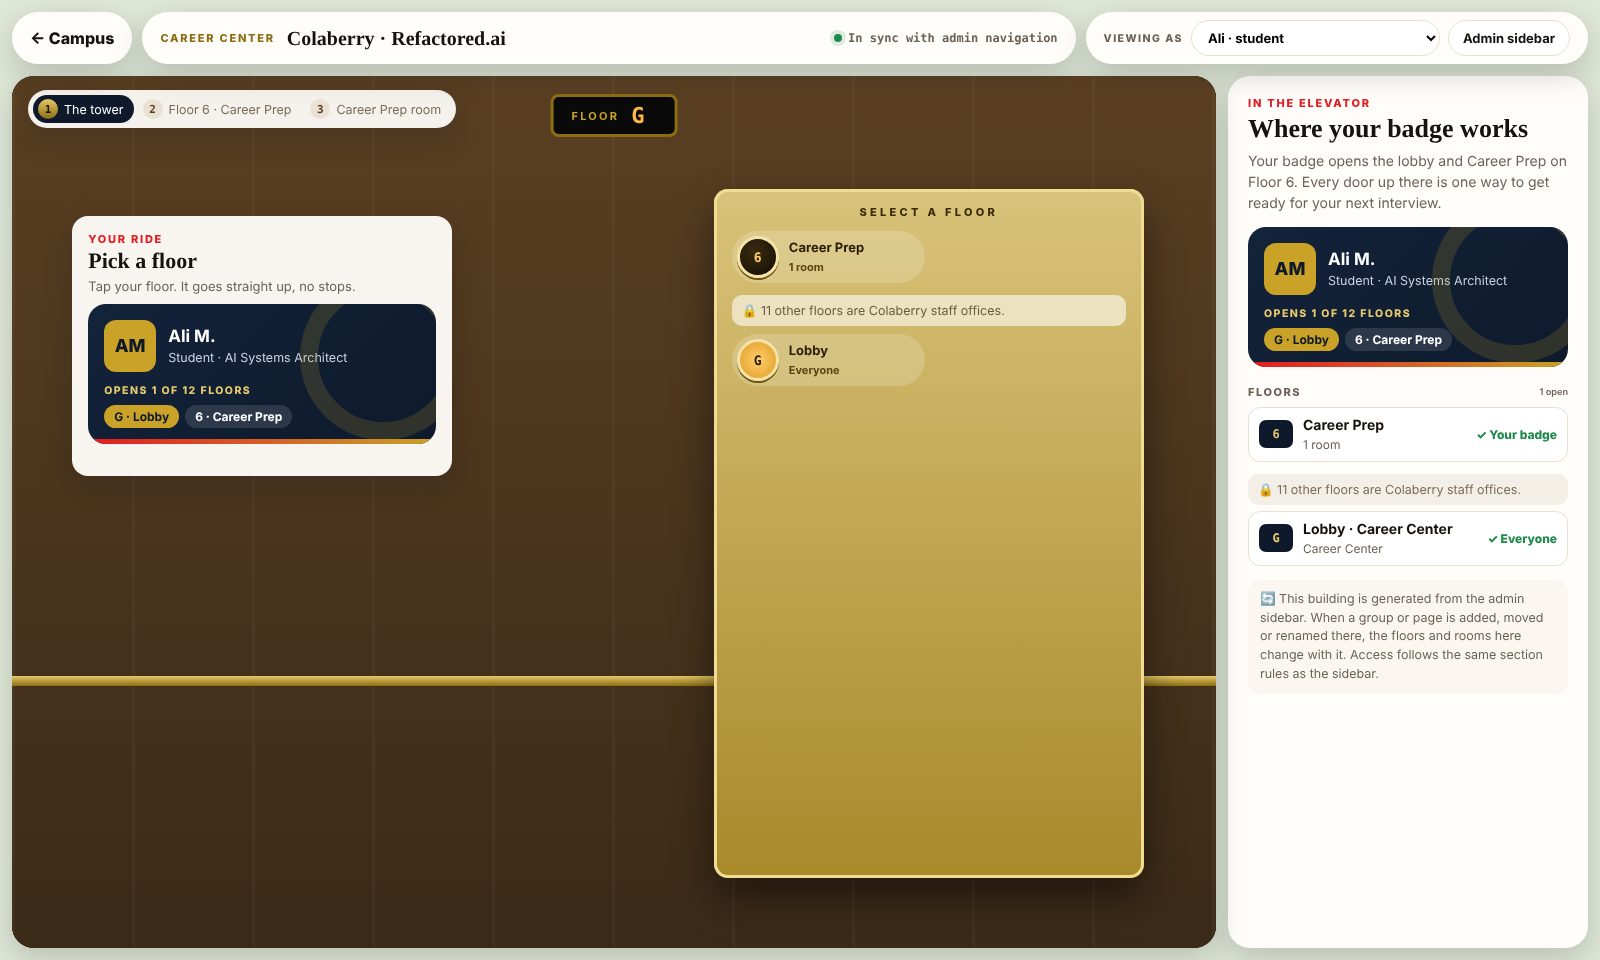 ← Campus
CAREER CENTER Colaberry · Refactored.ai
In sync with admin navigation
VIEWING AS Ali · student
Admin sidebar
1 The tower 2 Floor 6 · Career Prep 3 Career Prep room
FLOOR G
YOUR RIDE
Pick a floor
Tap your floor. It goes straight up, no stops.
AM
Ali M.
Student · AI Systems Architect
OPENS 1 OF 12 FLOORS
G · Lobby 6 · Career Prep
SELECT A FLOOR
6 Career Prep
1 room
🔒 11 other floors are Colaberry staff offices.
G Lobby
Everyone
IN THE ELEVATOR
Where your badge works
Your badge opens the lobby and Career Prep on
Floor 6. Every door up there is one way to get
ready for your next interview.
AM
Ali M.
Student · AI Systems Architect
OPENS 1 OF 12 FLOORS
G · Lobby 6 · Career Prep
FLOORS 1 open
6 Career Prep
1 room
✓ Your badge
🔒 11 other floors are Colaberry staff offices.
G Lobby · Career Center
Career Center
✓ Everyone
🔄 This building is generated from the admin
sidebar. When a group or page is added, moved
or renamed there, the floors and rooms here
change with it. Access follows the same section
rules as the sidebar.